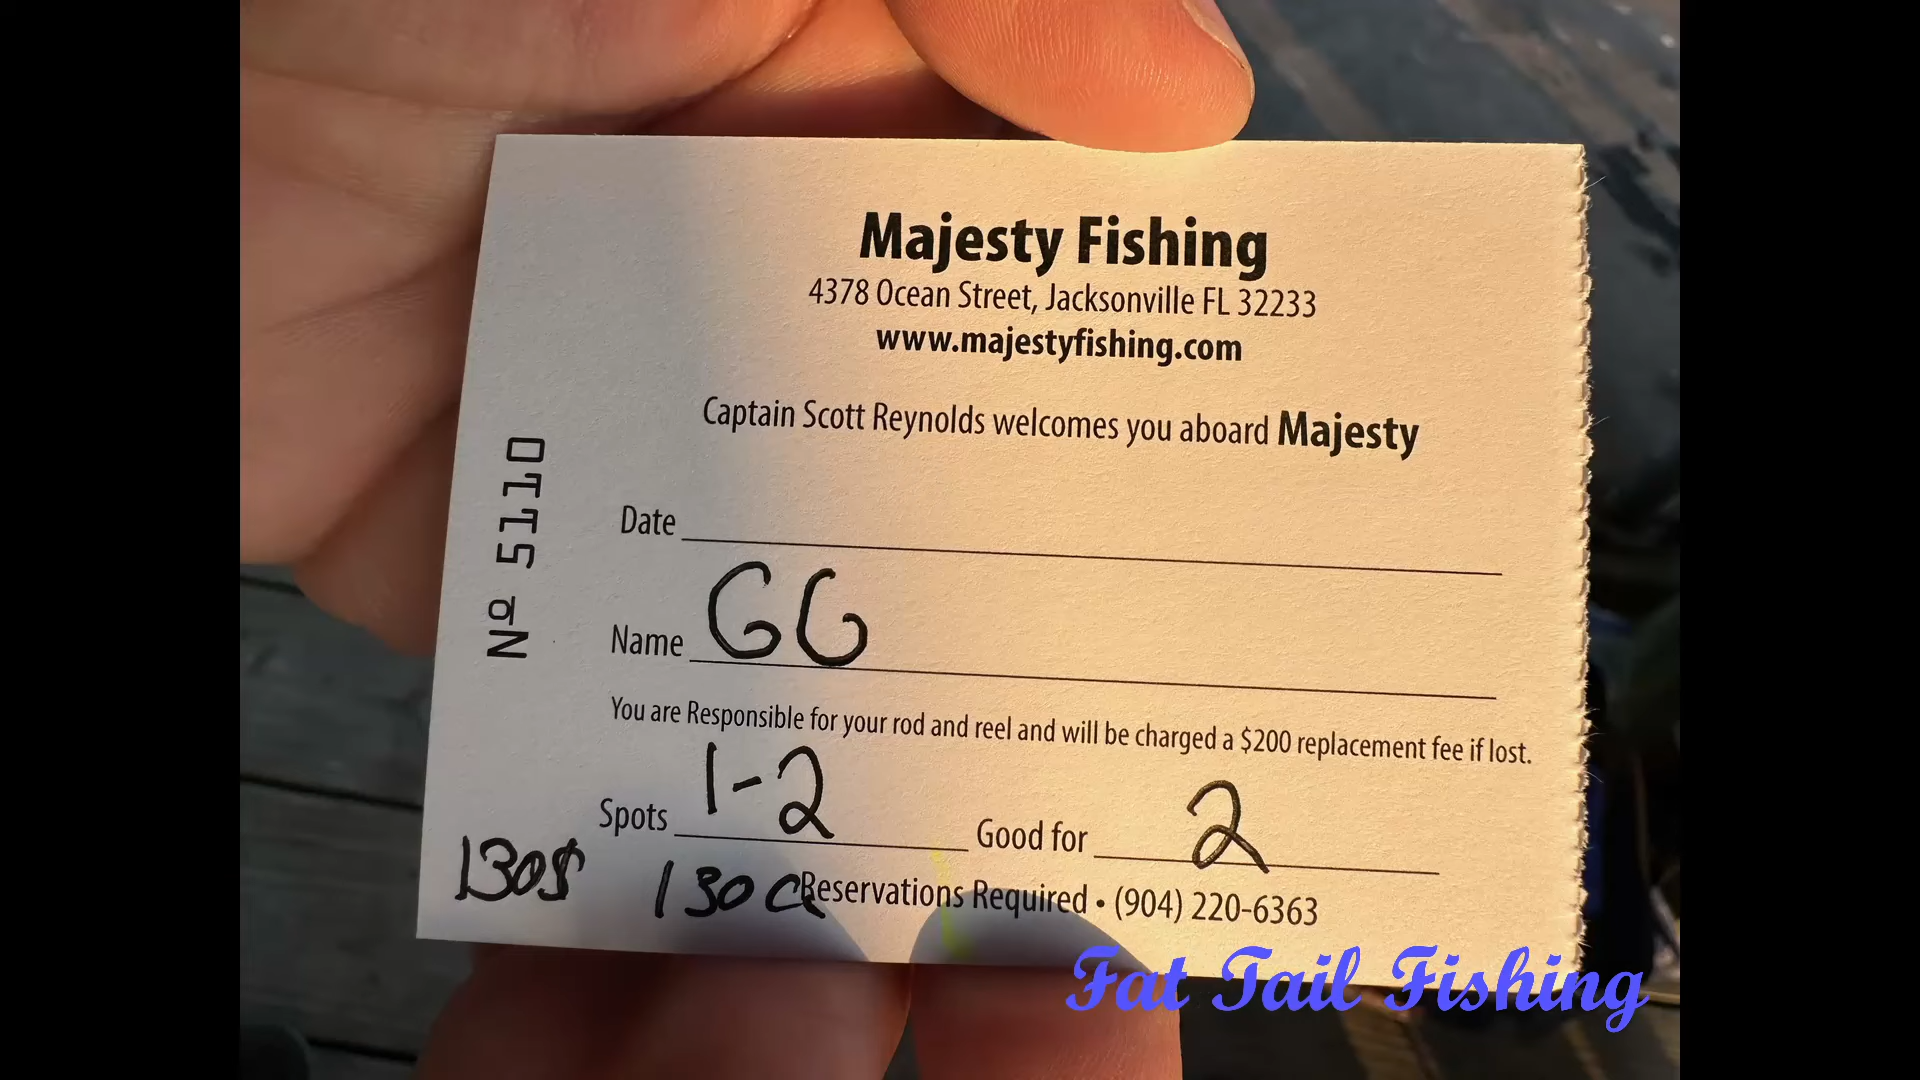 Majesty Fishing
4378 Ocean Street, Jacksonville FL 32233
www.majestyfishing.com
Captain Scott Reynolds welcomes you aboard Majesty
Nº 5110
Date
Name GG
You are Responsible for your rod and reel and will be charged a $200 replacement fee if lost.
Spots 1-2 Good for 2
130$ 130 Reservations Required • (904) 220-6363
Fat Tail Fishing